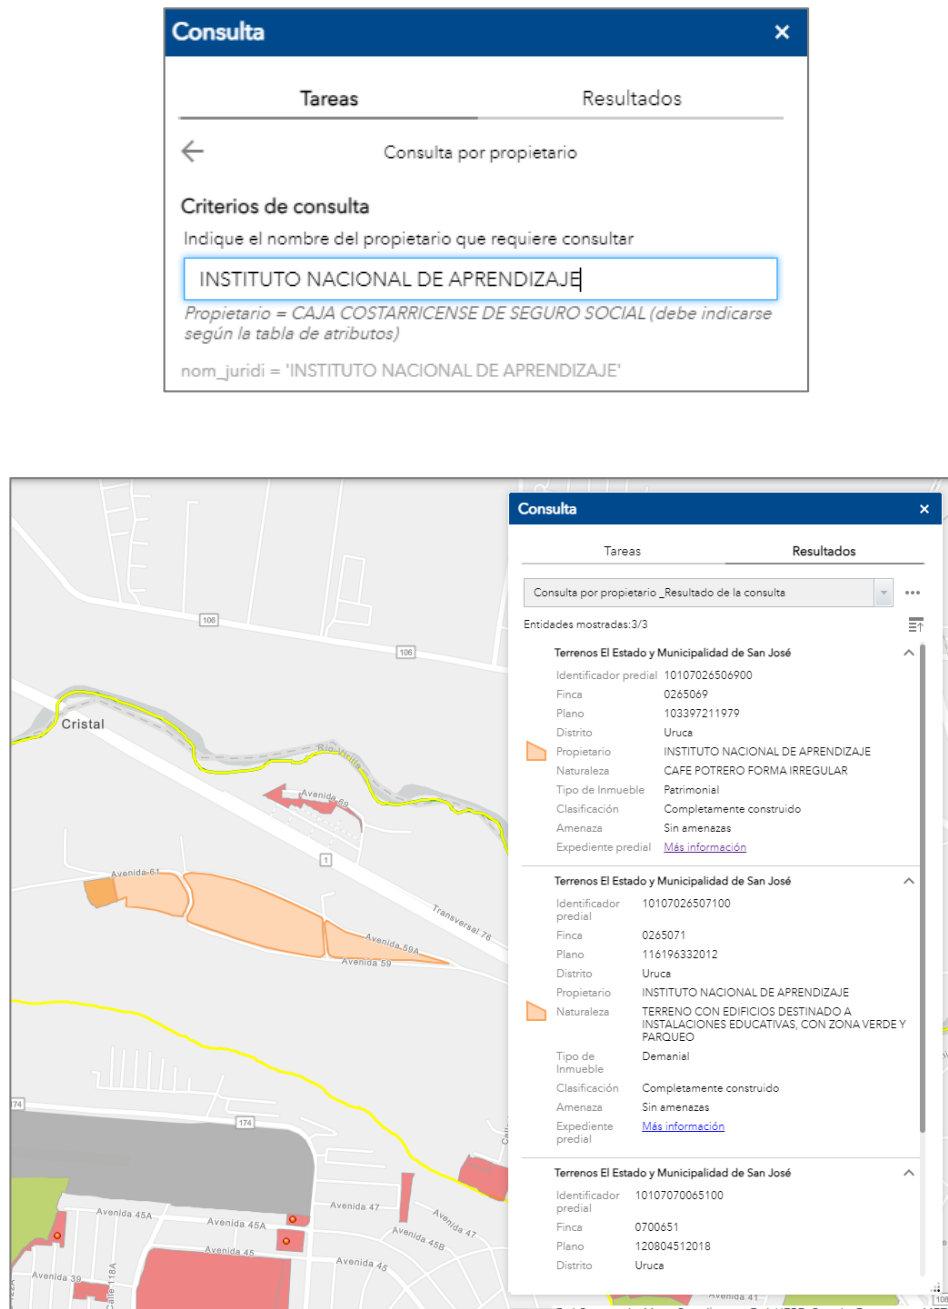 Consulta
×
Tareas
Resultados
Consulta por propietario
Criterios de consulta
Indique el nombre del propietario que requiere consultar
INSTITUTO NACIONAL DE APRENDIZAJE
Propietario = CAJA COSTARRICENSE DE SEGURO SOCIAL (debe indicarse
según la tabla de atributos)
nom_juridi = 'INSTITUTO NACIONAL DE APRENDIZAJE'
106
106
Cristal
Río Virilla
Avenida 69
1
Avenida 61
Transversal 76
Avenida 59A
Avenida 59
174
174
Avenida 45A
Avenida 45A
Avenida 47
Avenida 47
Avenida 45B
Avenida 45
Avenida 45
Avenida 39
Calle 118A
Avenida 41
108
Consulta
×
Tareas
Resultados
Consulta por propietario _Resultado de la consulta
Entidades mostradas:3/3
Terrenos El Estado y Municipalidad de San José
Identificador predial 10107026506900
Finca 0265069
Plano 103397211979
Distrito Uruca
Propietario INSTITUTO NACIONAL DE APRENDIZAJE
Naturaleza CAFE POTRERO FORMA IRREGULAR
Tipo de Inmueble Patrimonial
Clasificación Completamente construido
Amenaza Sin amenazas
Expediente predial Más información
Terrenos El Estado y Municipalidad de San José
Identificador 10107026507100
predial
Finca 0265071
Plano 116196332012
Distrito Uruca
Propietario INSTITUTO NACIONAL DE APRENDIZAJE
Naturaleza TERRENO CON EDIFICIOS DESTINADO A
INSTALACIONES EDUCATIVAS, CON ZONA VERDE Y
PARQUEO
Tipo de Demanial
Inmueble
Clasificación Completamente construido
Amenaza Sin amenazas
Expediente Más información
predial
Terrenos El Estado y Municipalidad de San José
Identificador 10107070065100
predial
Finca 0700651
Plano 120804512018
Distrito Uruca